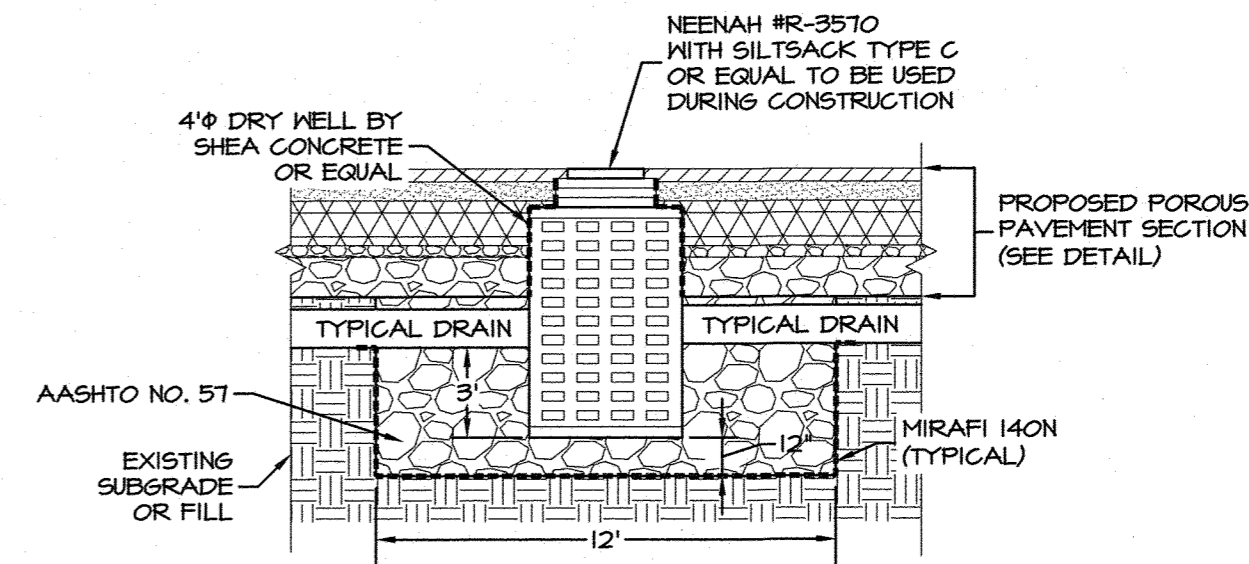 NEENAH #R-3570
WITH SILTSACK TYPE C
OR EQUAL TO BE USED
DURING CONSTRUCTION
4'Φ DRY WELL BY
SHEA CONCRETE
OR EQUAL
PROPOSED POROUS
PAVEMENT SECTION
(SEE DETAIL)
TYPICAL DRAIN
TYPICAL DRAIN
3'
AASHTO NO. 57
12"
MIRAFI 140N
(TYPICAL)
EXISTING
SUBGRADE
OR FILL
12'